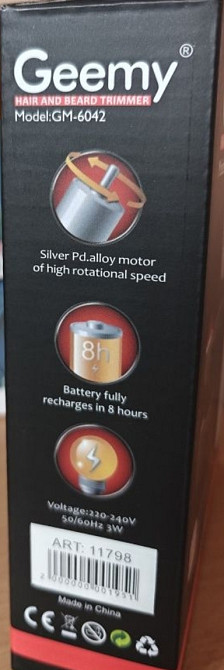 Geemy®
HAIR AND BEARD TRIMMER
Model:GM-6042
Silver Pd.alloy motor
of high rotational speed
8h
Battery fully
recharges in 8 hours
Voltage:220-240V
50/60Hz 3W
ART: 11798
Made in China
CE